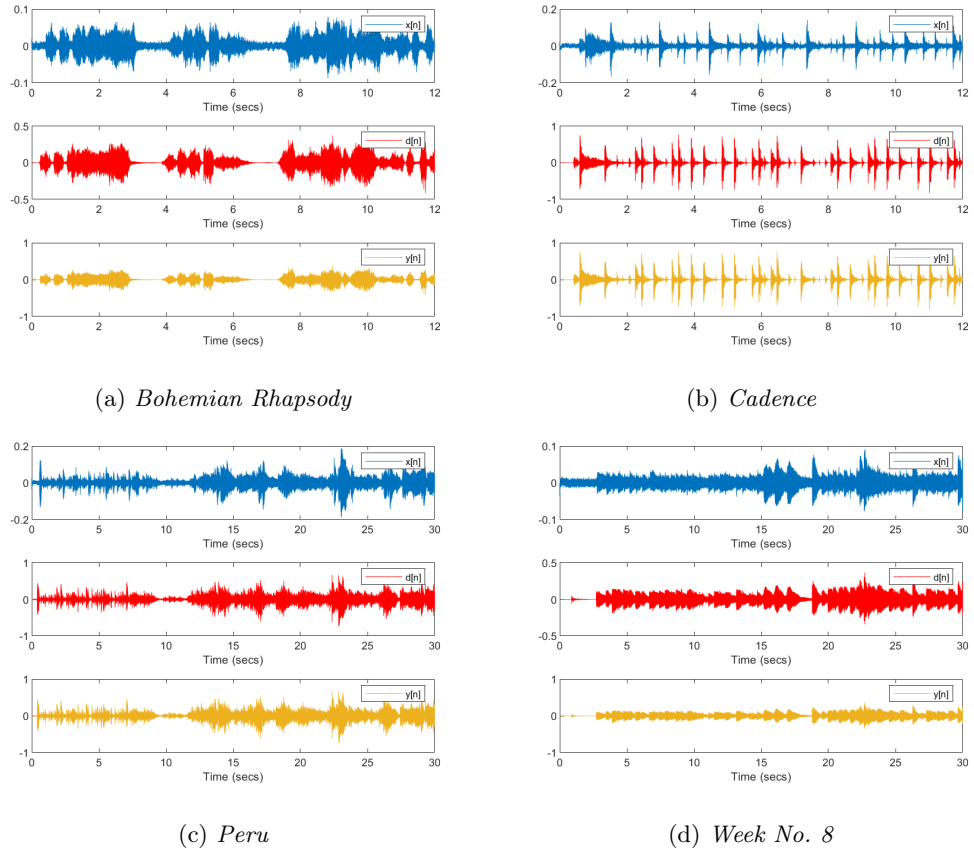 0.1
0
-0.1
x[n]
0 2 4 6 8 10 12
Time (secs)
0.5
0
-0.5
d[n]
0 2 4 6 8 10 12
Time (secs)
1
0
-1
y[n]
0 2 4 6 8 10 12
Time (secs)
(a) Bohemian Rhapsody
0.2
0
-0.2
x[n]
0 2 4 6 8 10 12
Time (secs)
1
0
-1
d[n]
0 2 4 6 8 10 12
Time (secs)
1
0
-1
y[n]
0 2 4 6 8 10 12
Time (secs)
(b) Cadence
0.2
0
-0.2
x[n]
0 5 10 15 20 25 30
Time (secs)
1
0
-1
d[n]
0 5 10 15 20 25 30
Time (secs)
1
0
-1
y[n]
0 5 10 15 20 25 30
Time (secs)
(c) Peru
0.1
0
-0.1
x[n]
0 5 10 15 20 25 30
Time (secs)
0.5
0
-0.5
d[n]
0 5 10 15 20 25 30
Time (secs)
1
0
-1
y[n]
0 5 10 15 20 25 30
Time (secs)
(d) Week No. 8